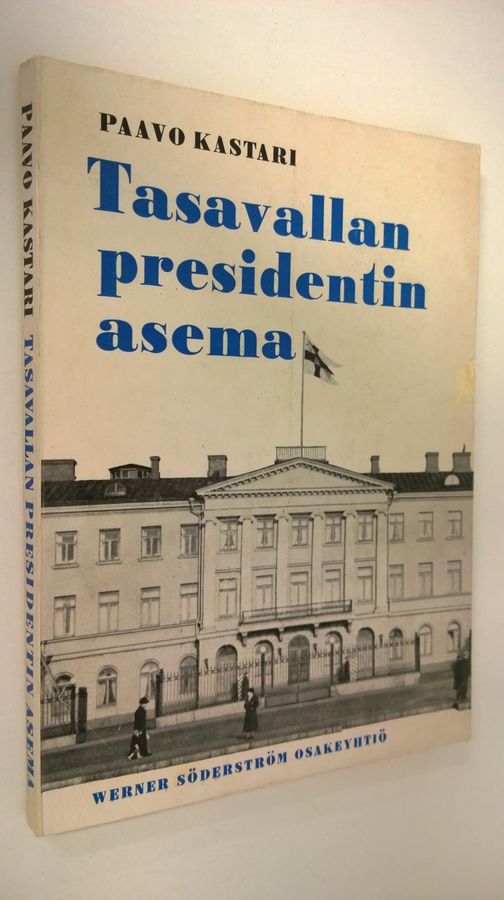 PAAVO KASTARI
Tasavallan
presidentin
asema
WERNER SÖDERSTRÖM OSAKEYHTIÖ
PAAVO KASTARI TASAVALLAN PRESIDENTIN ASEMA